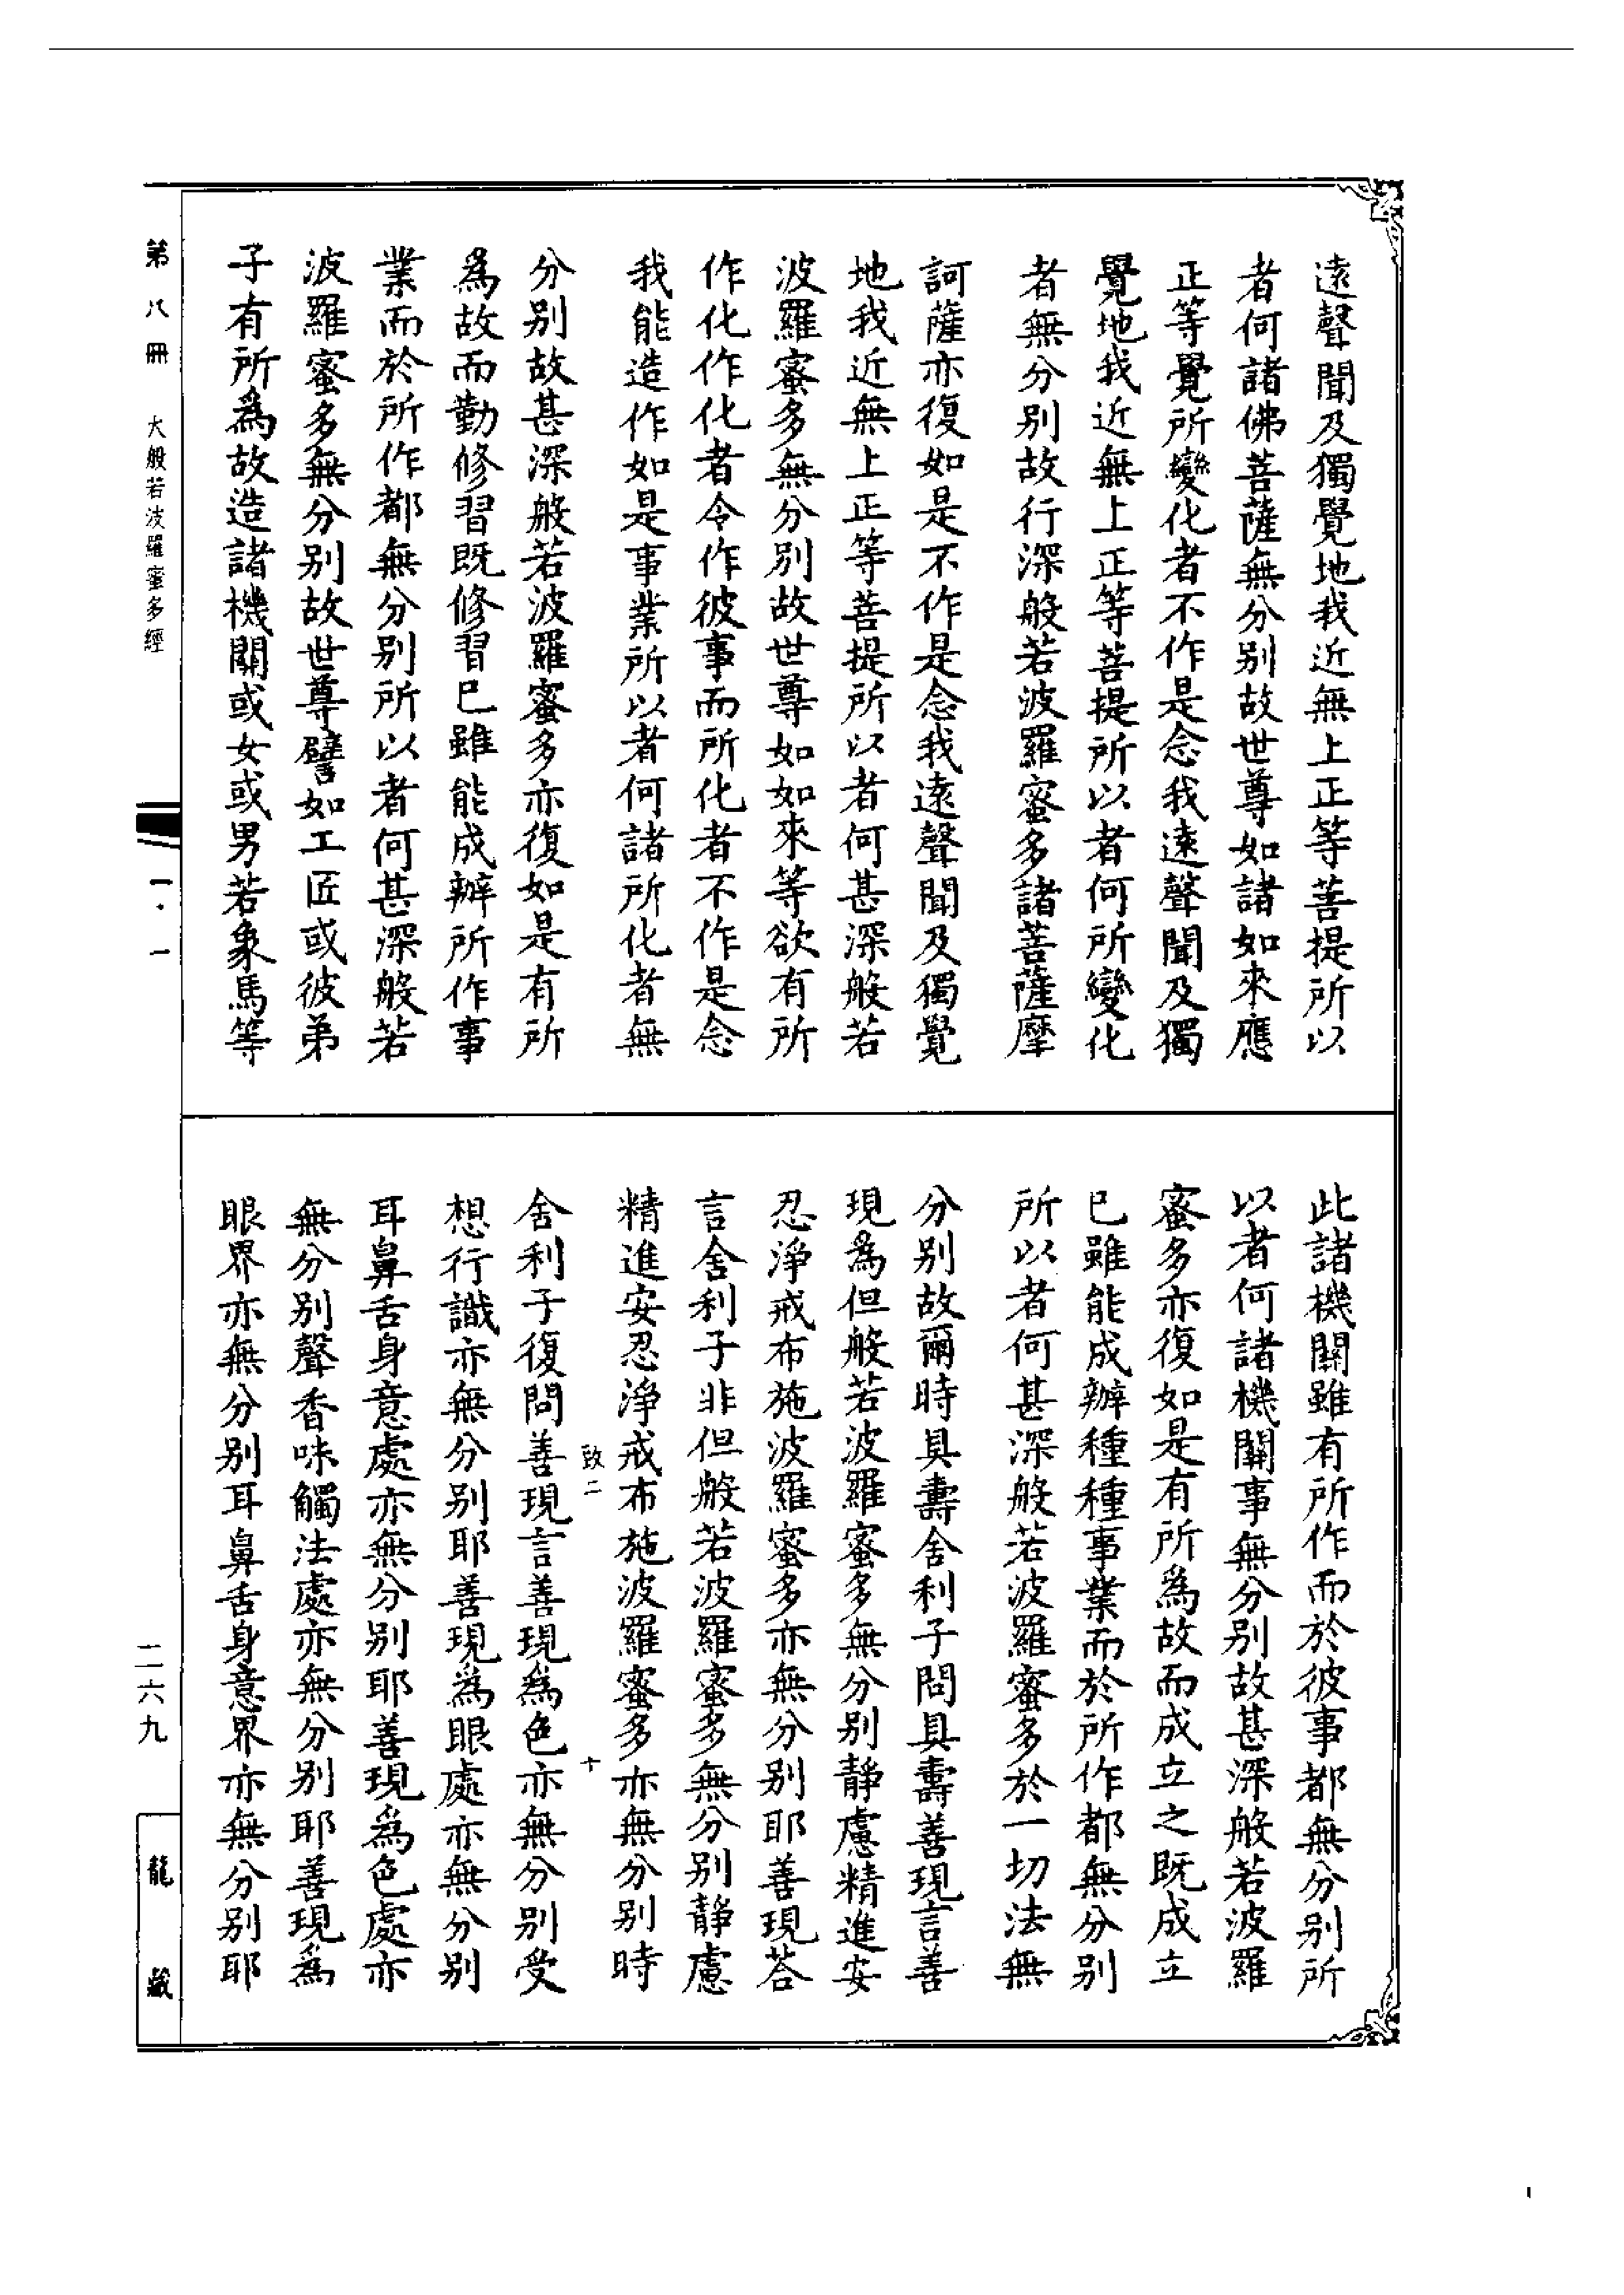 遠聲聞及獨覺地我近無上正等菩提所以
者何諸佛菩薩無分別故世尊如諸如來應
正等覺所變化者不作是念我遠聲聞及獨
覺地我近無上正等菩提所以者何所變化
者無分別故行深般若波羅蜜多諸菩薩摩
訶薩亦復如是不作是念我遠聲聞及獨覺
地我近無上正等菩提所以者何甚深般若
波羅蜜多無分別故世尊如如來等欲有所
作化作化者令作彼事而所化者不作是念
我能造作如是事業所以者何諸所化者無
分別故甚深般若波羅蜜多亦復如是有所
為故而勤修習既修習已雖能成辦所作事
業而於所作都無分別所以者何甚深般若
波羅蜜多無分別故世尊譬如工匠或彼弟
子有所為故造諸機關或女或男若象馬等
此諸機關雖有所作而於彼事都無分別所
以者何諸機關事無分別故甚深般若波羅
蜜多亦復如是有所為故而成立之既成立
已雖能成辦種種事業而於所作都無分別
所以者何甚深般若波羅蜜多於一切法無
分別故爾時具壽舍利子問具壽善現言善
現為但般若波羅蜜多無分別靜慮精進安
忍淨戒布施波羅蜜多亦無分別耶善現答
言舍利子非但般若波羅蜜多無分別靜慮
精進安忍淨戒布施波羅蜜多亦無分別時
致二 十
舍利子復問善現言善現為色亦無分別受
想行識亦無分別耶善現為眼處亦無分別
耳鼻舌身意處亦無分別耶善現為色處亦
無分別聲香味觸法處亦無分別耶善現為
眼界亦無分別耳鼻舌身意界亦無分別耶
第八冊 大般若波羅蜜多經
一·一
二六九
龍藏